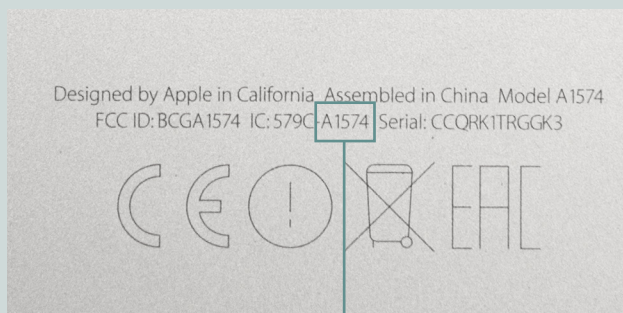 Designed by Apple in California Assembled in China Model A1574
FCC ID: BCGA1574 IC: 579C-A1574 Serial: CCQRK1TRGGK3
CE
EAC